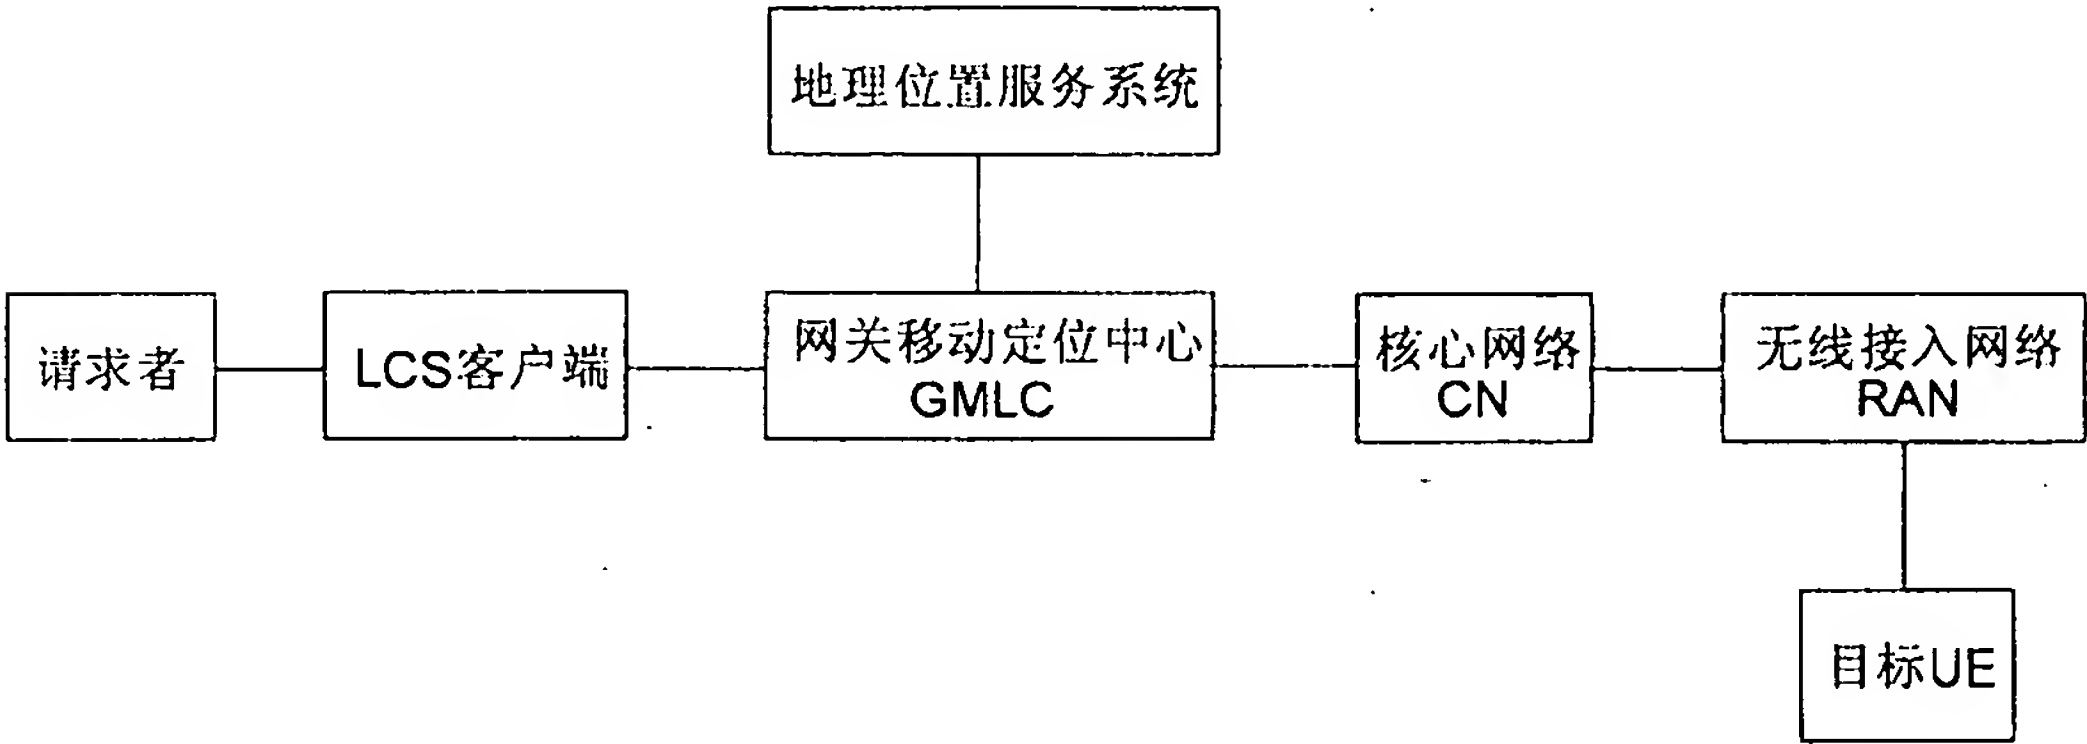 地理位置服务系统
请求者
LCS客户端
网关移动定位中心
GMLC
核心网络
CN
无线接入网络
RAN
目标UE